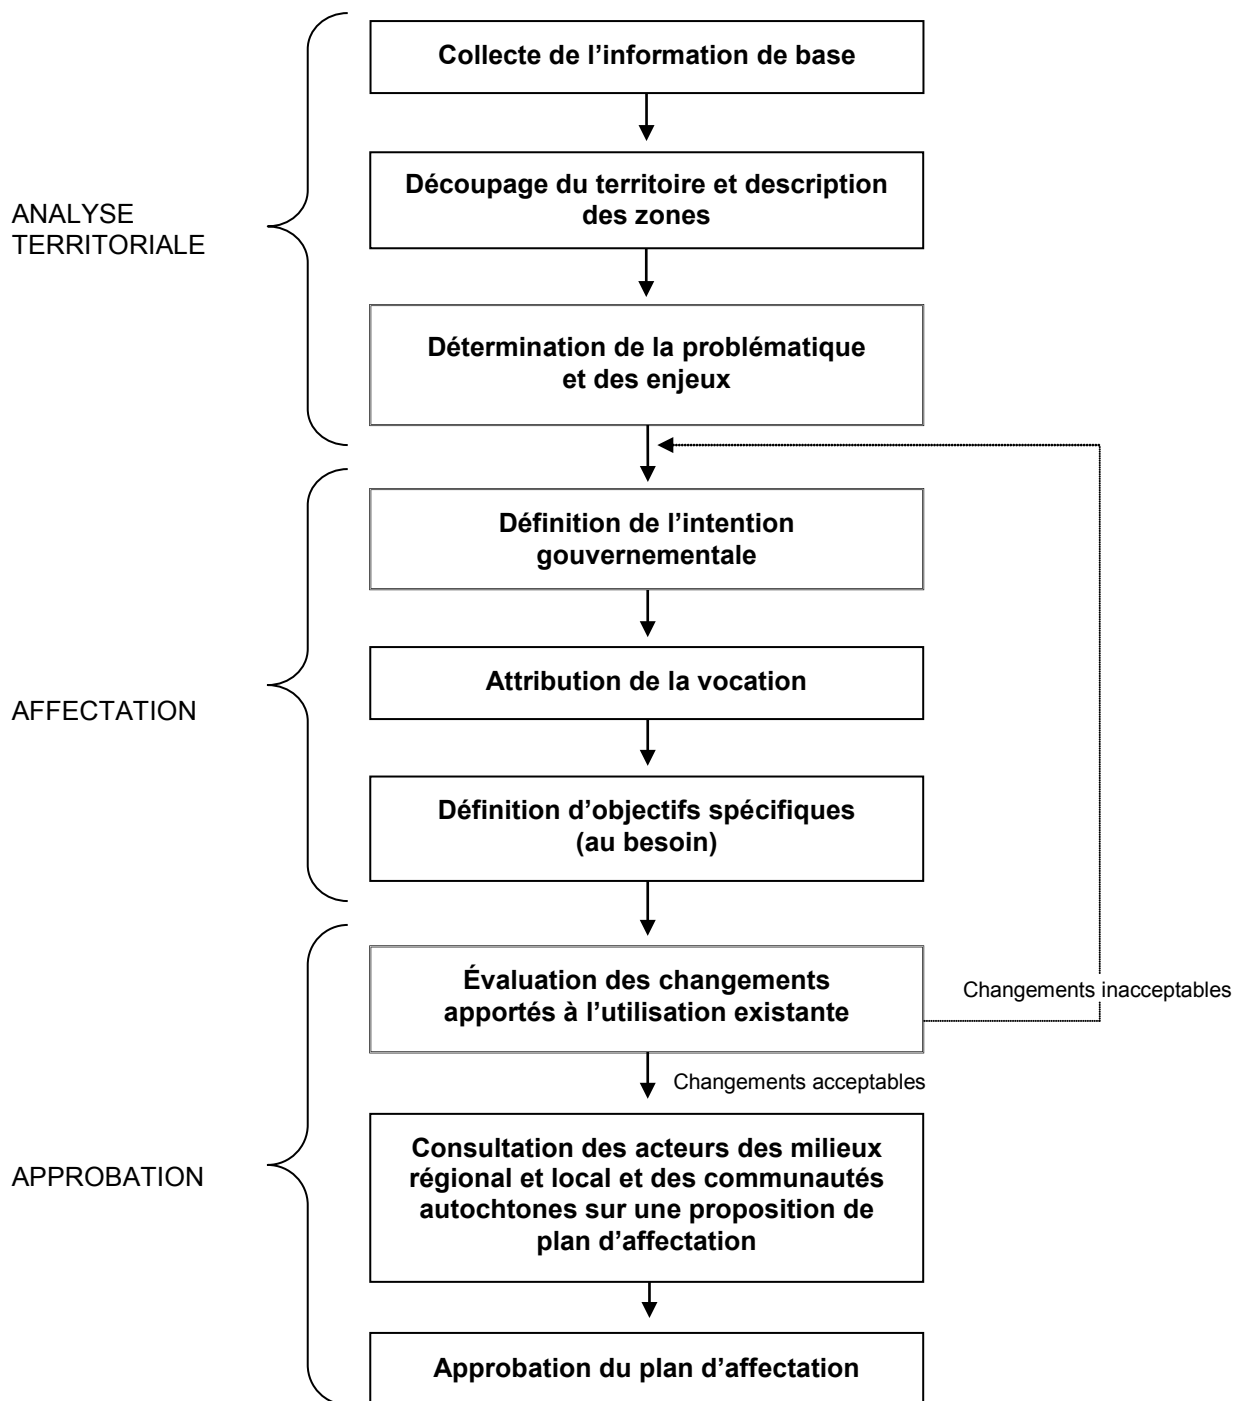 Collecte de l’information de base
Découpage du territoire et description
des zones
ANALYSE
TERRITORIALE
Détermination de la problématique
et des enjeux
Définition de l’intention
gouvernementale
Attribution de la vocation
AFFECTATION
Définition d’objectifs spécifiques
(au besoin)
Évaluation des changements
apportés à l’utilisation existante
Changements inacceptables
Changements acceptables
Consultation des acteurs des milieux
régional et local et des communautés
autochtones sur une proposition de
plan d’affectation
APPROBATION
Approbation du plan d’affectation